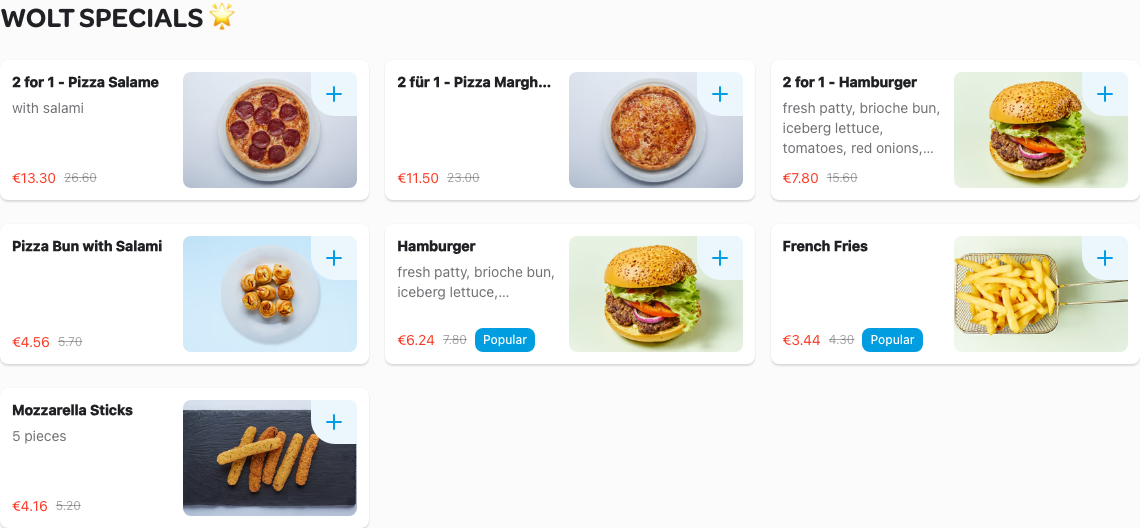 WOLT SPECIALS 🌟
2 for 1 - Pizza Salame
with salami
€13.30 26.60
2 für 1 - Pizza Margh...
€11.50 23.00
2 for 1 - Hamburger
fresh patty, brioche bun,
iceberg lettuce,
tomatoes, red onions,...
€7.80 15.60
Pizza Bun with Salami
€4.56 5.70
Hamburger
fresh patty, brioche bun,
iceberg lettuce,...
€6.24 7.80 Popular
French Fries
€3.44 4.30 Popular
Mozzarella Sticks
5 pieces
€4.16 5.20